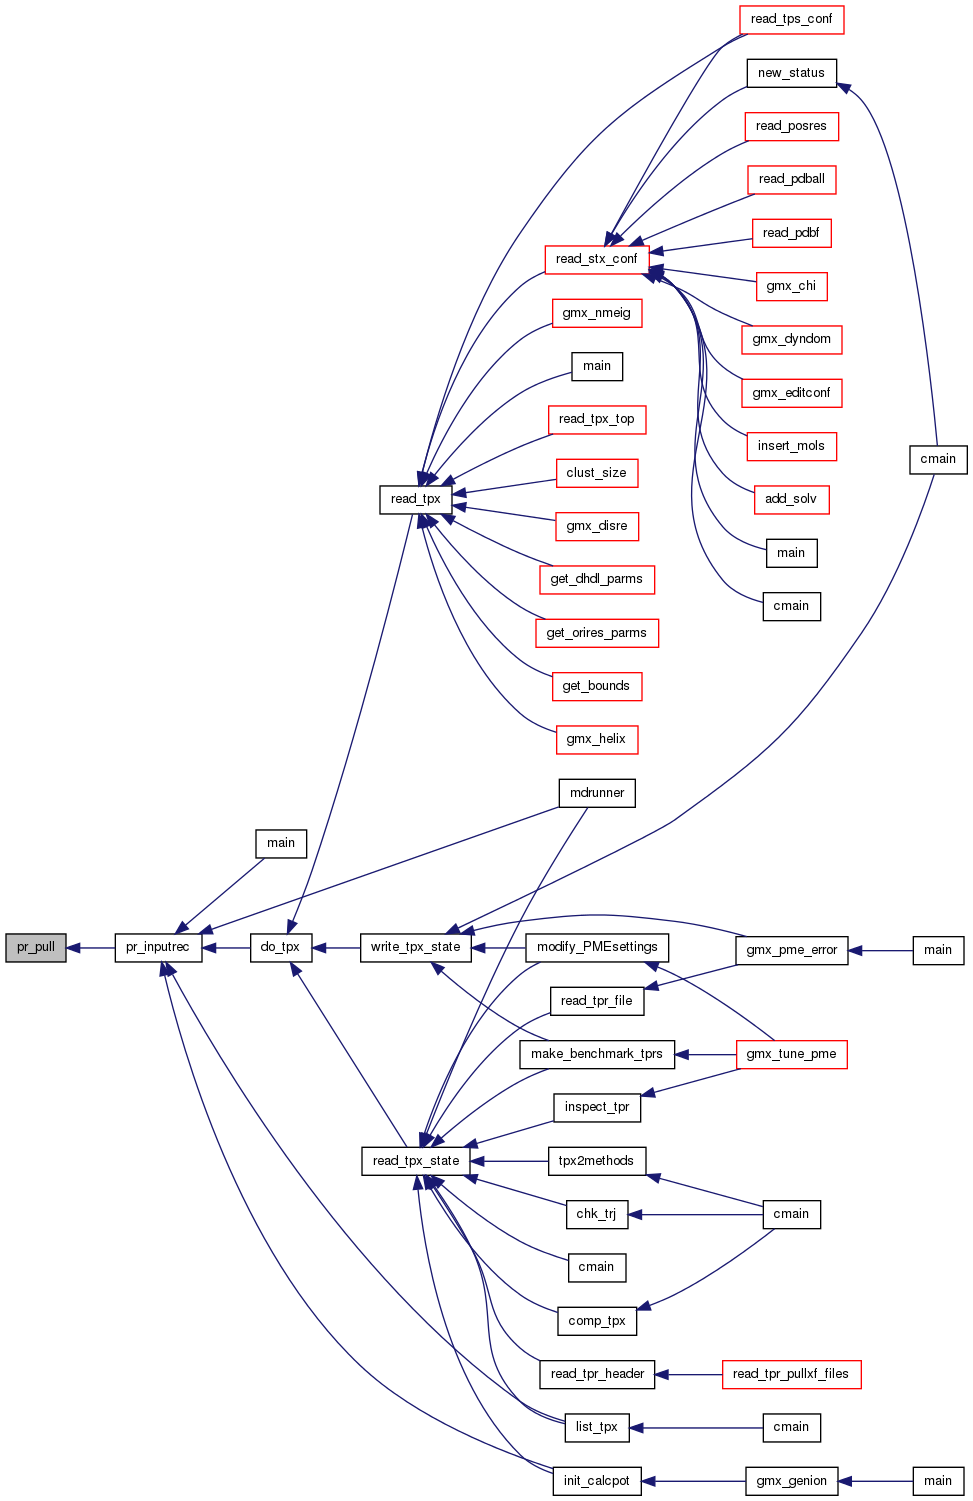 read_tps_conf
new_status
read_posres
read_pdball
read_pdbf
read_stx_conf
gmx_chi
gmx_nmeig
gmx_dyndom
main
gmx_editconf
read_tpx_top
insert_mols
cmain
clust_size
read_tpx
add_solv
gmx_disre
main
get_dhdl_parms
cmain
get_orires_parms
get_bounds
gmx_helix
mdrunner
main
pr_pull
pr_inputrec
do_tpx
write_tpx_state
modify_PMEsettings
gmx_pme_error
main
read_tpr_file
make_benchmark_tprs
gmx_tune_pme
inspect_tpr
read_tpx_state
tpx2methods
chk_trj
cmain
cmain
comp_tpx
read_tpr_header
read_tpr_pullxf_files
list_tpx
cmain
init_calcpot
gmx_genion
main